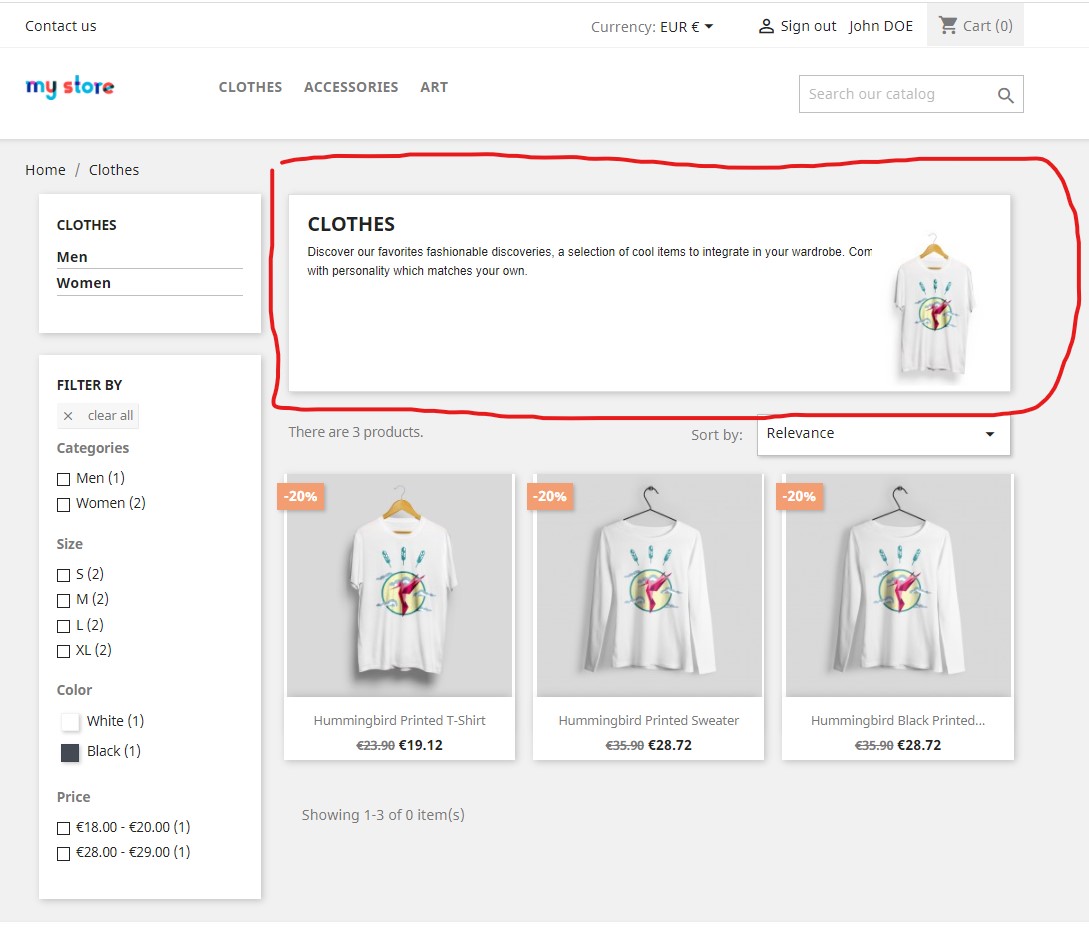 Contact us
Currency: EUR €
Sign out
John DOE
Cart (0)
my store
CLOTHES
ACCESSORIES
ART
Search our catalog
Home / Clothes
CLOTHES
Men
Women
FILTER BY
clear all
Categories
Men (1)
Women (2)
Size
S (2)
M (2)
L (2)
XL (2)
Color
White (1)
Black (1)
Price
€18.00 - €20.00 (1)
€28.00 - €29.00 (1)
CLOTHES
Discover our favorites fashionable discoveries, a selection of cool items to integrate in your wardrobe. Com
with personality which matches your own.
There are 3 products.
Sort by:
Relevance
-20%
Hummingbird Printed T-Shirt
€23.90 €19.12
-20%
Hummingbird Printed Sweater
€35.90 €28.72
-20%
Hummingbird Black Printed...
€35.90 €28.72
Showing 1-3 of 0 item(s)